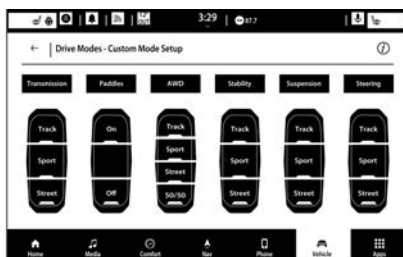 3:29
87.7
Drive Modes - Custom Mode Setup
Transmission Paddles AWD Stability Suspension Steering
Track On Track Track Track Track
Sport Sport Sport Sport Sport
Street
Street Off 50/50 Street Street Street
Home Media Comfort Nav Phone Vehicle Apps